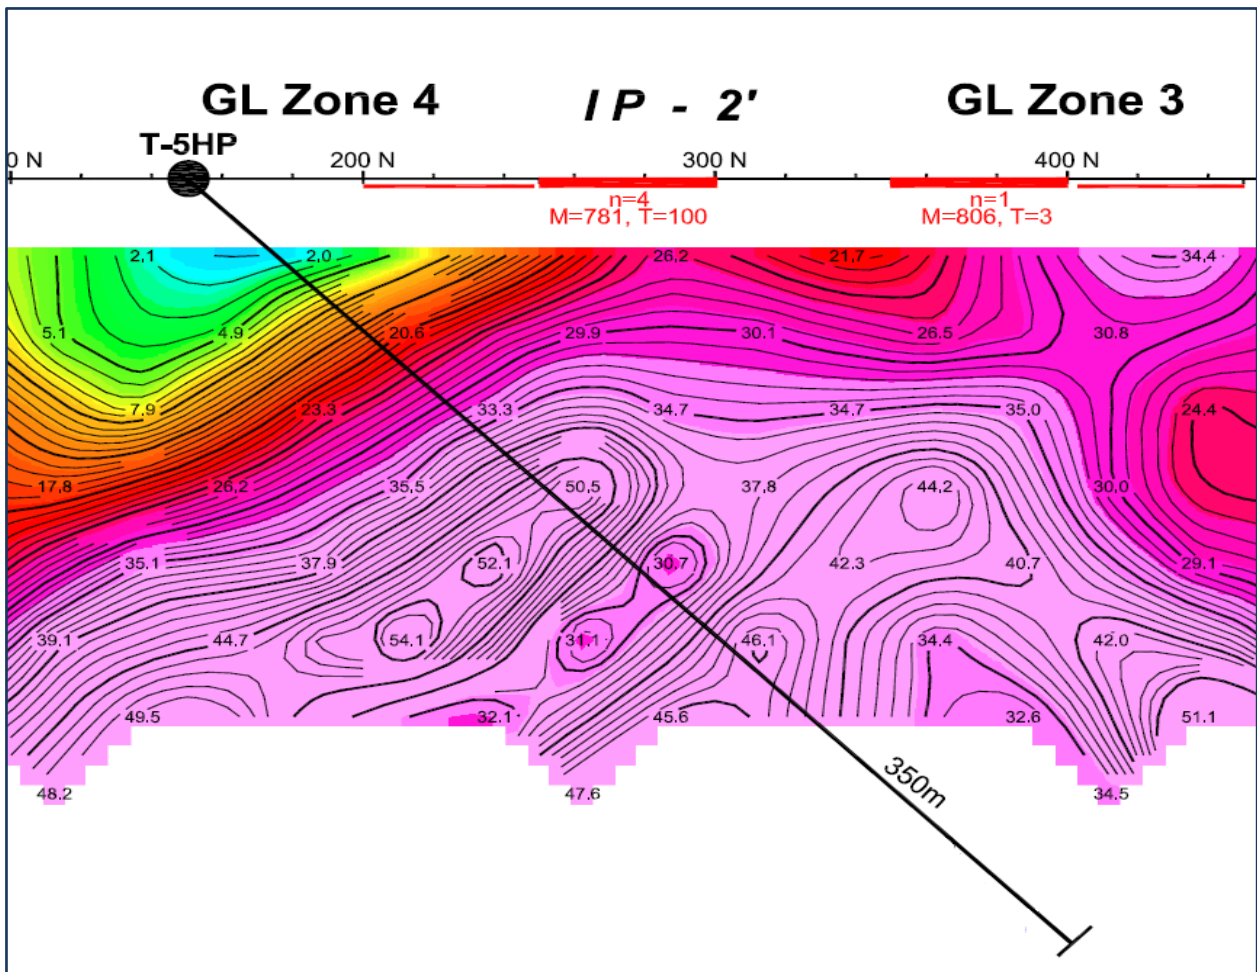 GL Zone 4 I P - 2' GL Zone 3
T-5HP
0 N 200 N 300 N 400 N
n=4 n=1
M=781, T=100 M=806, T=3
2,1 2,0 26,2 21.7 34,4
5.1 4.9 20.6 29.9 30.1 26.5 30.8
7,9 23.3 33.3 34.7 34.7 35.0 24.4
17,8 26,2 35,5 50,5 37,8 44,2 30,0
35.1 37.9 52.1 30.7 42.3 40.7 29.1
39.1 44.7 54.1 31.1 46.1 34.4 42.0
49.5 32.1 45.6 32.6 51.1
350m
48.2 47.6 34.5